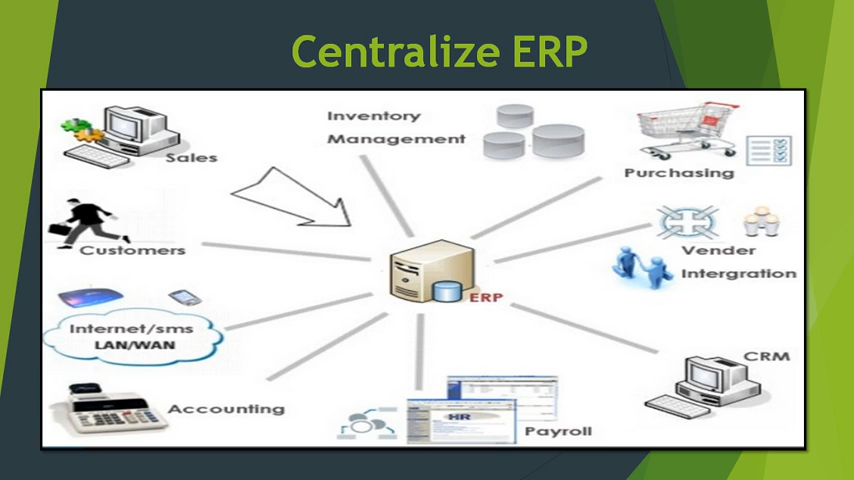 Centralize ERP
Inventory
Management
Sales
Purchasing
Customers
Vender
Intergration
ERP
Internet/sms
LAN/WAN
CRM
Accounting
HR
Payroll